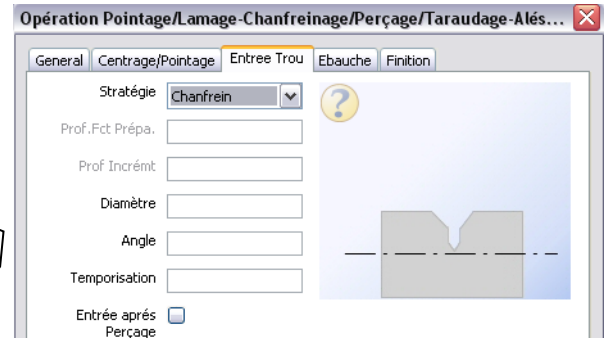 Opération Pointage/Lamage-Chanfreinage/Perçage/Taraudage-Alés...
General Centrage/Pointage Entree Trou Ebauche Finition
Stratégie Chanfrein
Prof.Fct Prépa.
Prof Incrémt
Diamètre
Angle
Temporisation
Entrée aprés
Perçage